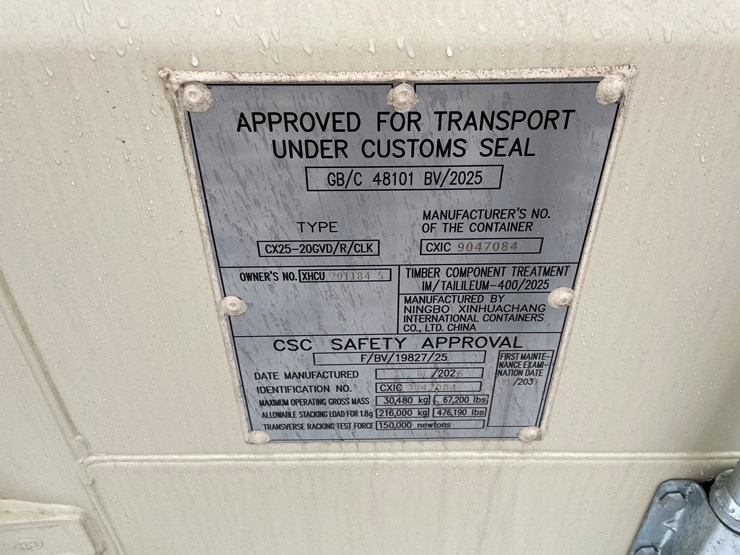 APPROVED FOR TRANSPORT
UNDER CUSTOMS SEAL
GB/C 48101 BV/2025
TYPE
CX25-20GVD/R/CLK
MANUFACTURER'S NO.
OF THE CONTAINER
CXIC 9047084
OWNER'S NO. XHCU 291184 5
TIMBER COMPONENT TREATMENT
IM/TAILILEUM-400/2025
MANUFACTURED BY
NINGBO XINHUACHANG
INTERNATIONAL CONTAINERS
CO., LTD. CHINA
CSC SAFETY APPROVAL
F/BV/19827/25
DATE MANUFACTURED
IDENTIFICATION NO. CXIC 9047084
MAXIMUM OPERATING GROSS MASS 30,480 kg 67,200 lbs
ALLOWABLE STACKING LOAD FOR 1.8g 216,000 kg 476,190 lbs
TRANSVERSE RACKING TEST FORCE 150,000 newtons
FIRST MAINTE-
NANCE EXAMI-
NATION DATE